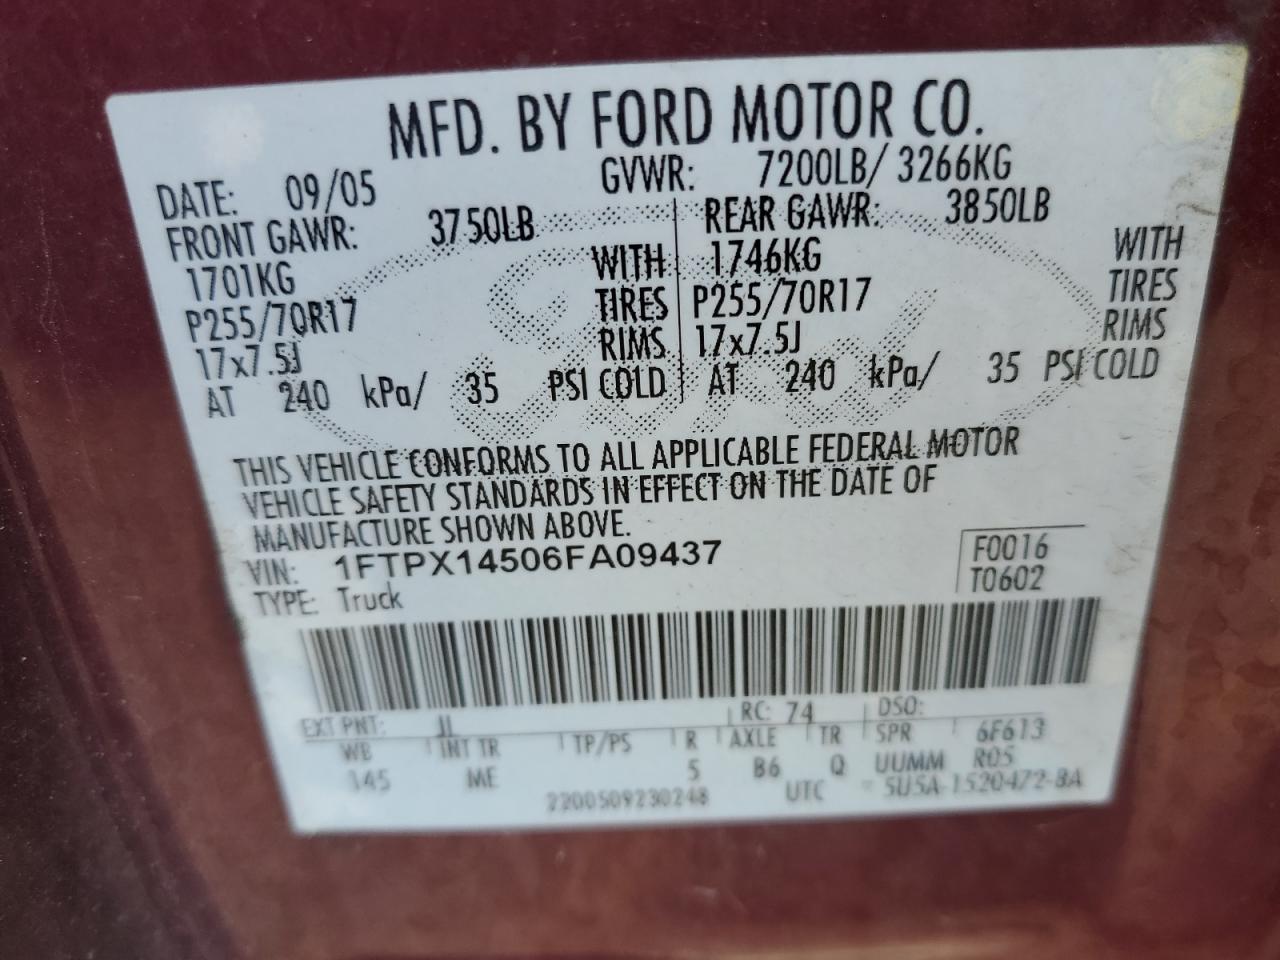 MFD. BY FORD MOTOR CO.
DATE: 09/05 GVWR: 7200LB/ 3266KG
FRONT GAWR: 3750LB REAR GAWR: 3850LB
1701KG WITH 1746KG WITH
P255/70R17 TIRES P255/70R17 TIRES
17x7.5J RIMS 17x7.5J RIMS
AT 240 kPa/ 35 PSI COLD AT 240 kPa/ 35 PSI COLD
THIS VEHICLE CONFORMS TO ALL APPLICABLE FEDERAL MOTOR
VEHICLE SAFETY STANDARDS IN EFFECT ON THE DATE OF
MANUFACTURE SHOWN ABOVE.
VIN: 1FTPX14506FA09437 F0016
TYPE: Truck T0602
EXT PNT: JL RC: 74 DSO:
WB INT TR TP/PS R AXLE TR SPR 6F613
145 ME 5 B6 Q UUMM R05
2200509230248 UTC 5U5A-1520472-BA